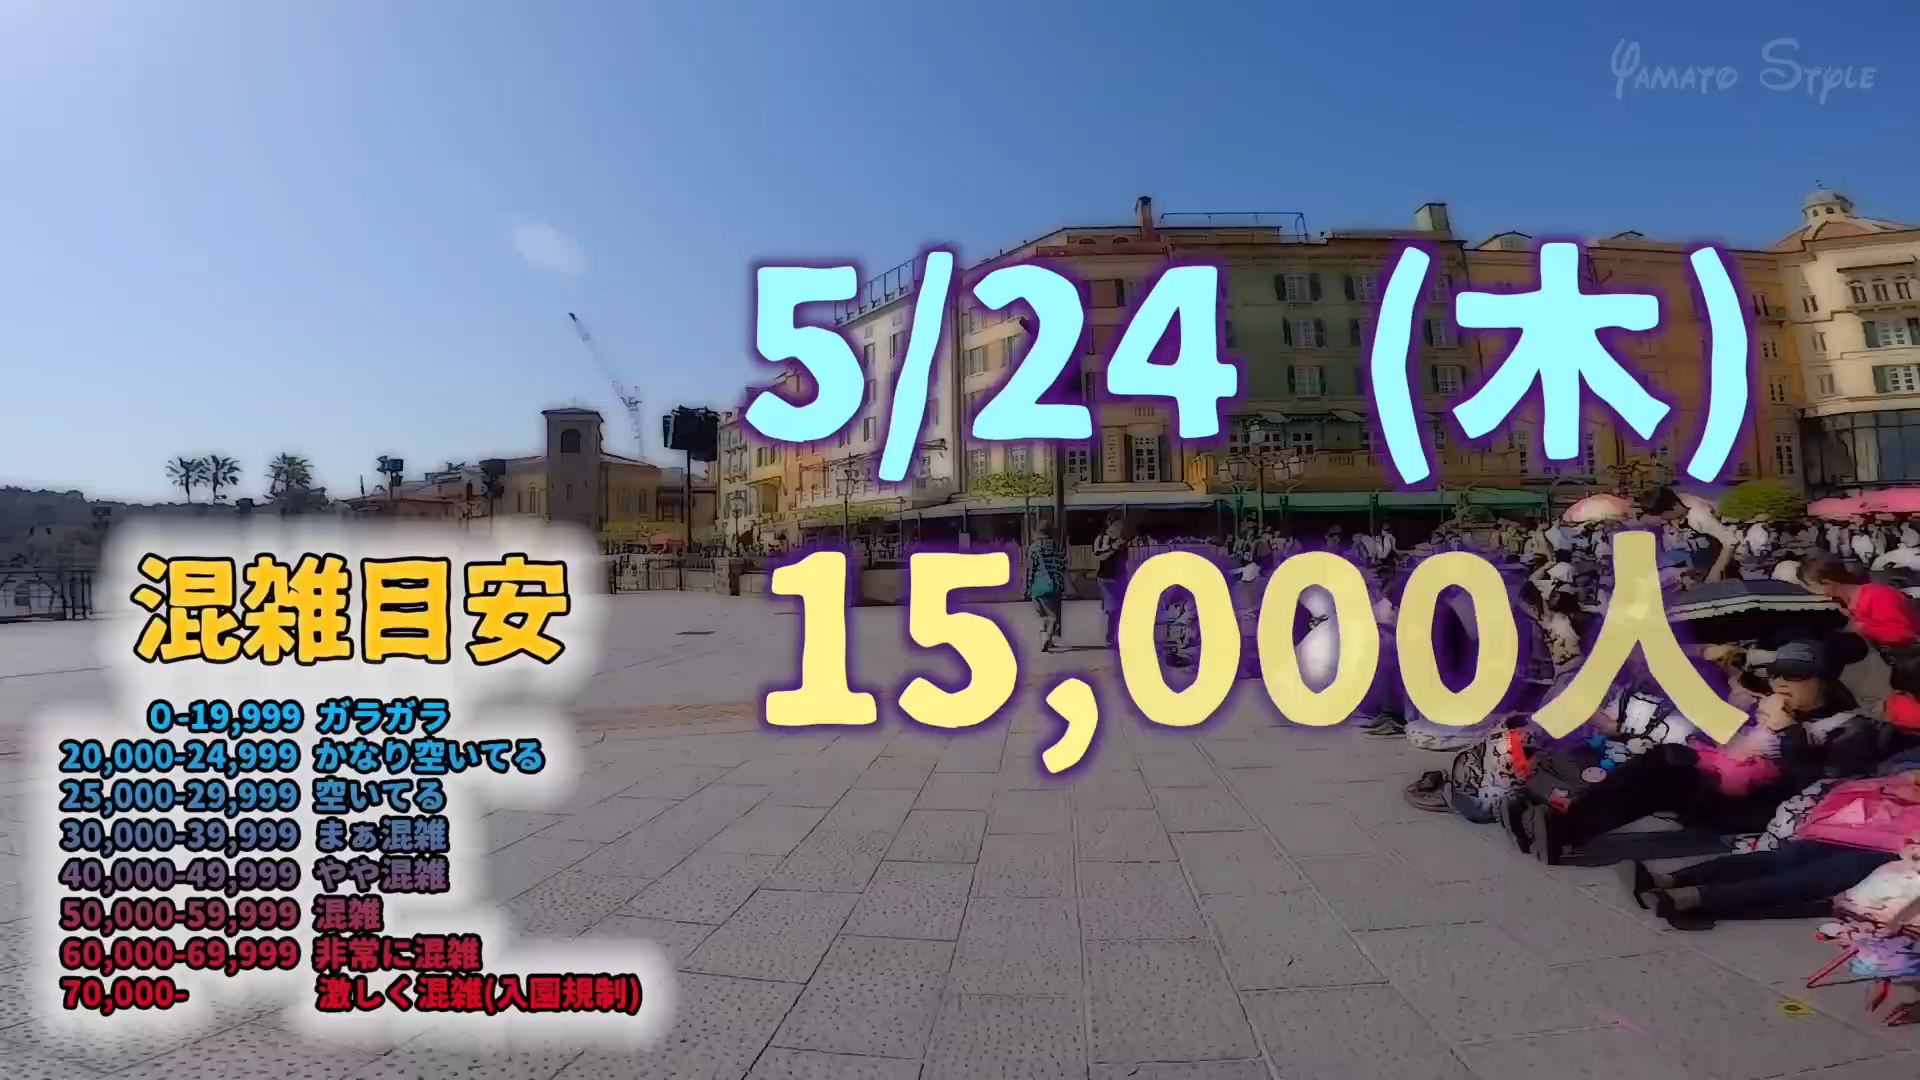 Yamato Style
5/24 (木)
15,000人
混雑目安
0-19,999 ガラガラ
20,000-24,999 かなり空いてる
25,000-29,999 空いてる
30,000-39,999 まぁ混雑
40,000-49,999 やや混雑
50,000-59,999 混雑
60,000-69,999 非常に混雑
70,000- 激しく混雑(入園規制)